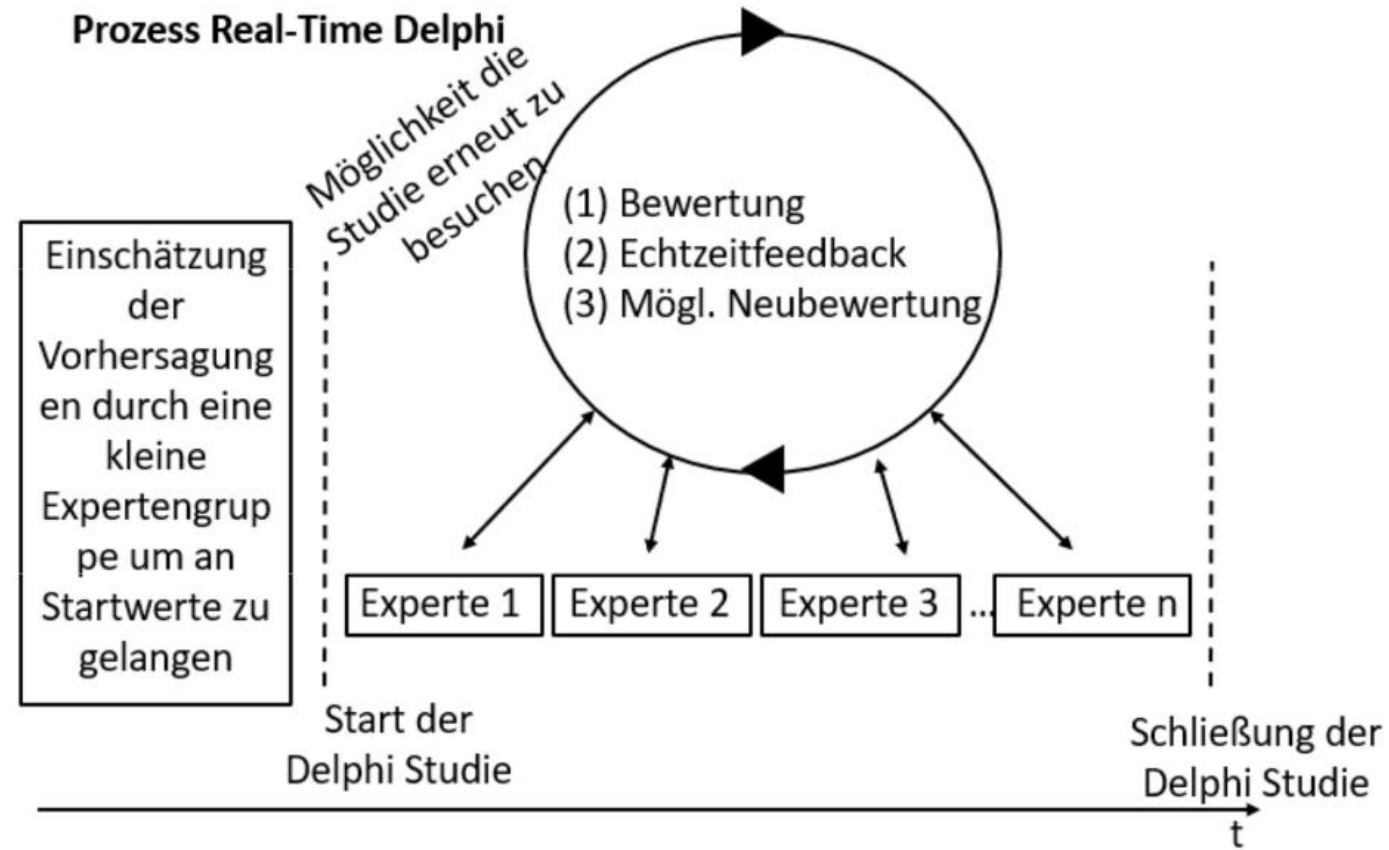 Prozess Real-Time Delphi
Möglichkeit die
Studie erneut zu
besuchen
(1) Bewertung
(2) Echtzeitfeedback
(3) Mögl. Neubewertung
Einschätzung
der
Vorhersagung
en durch eine
kleine
Expertengrup
pe um an
Startwerte zu
gelangen
Experte 1
Experte 2
Experte 3
...
Experte n
Start der
Delphi Studie
Schließung der
Delphi Studie
t